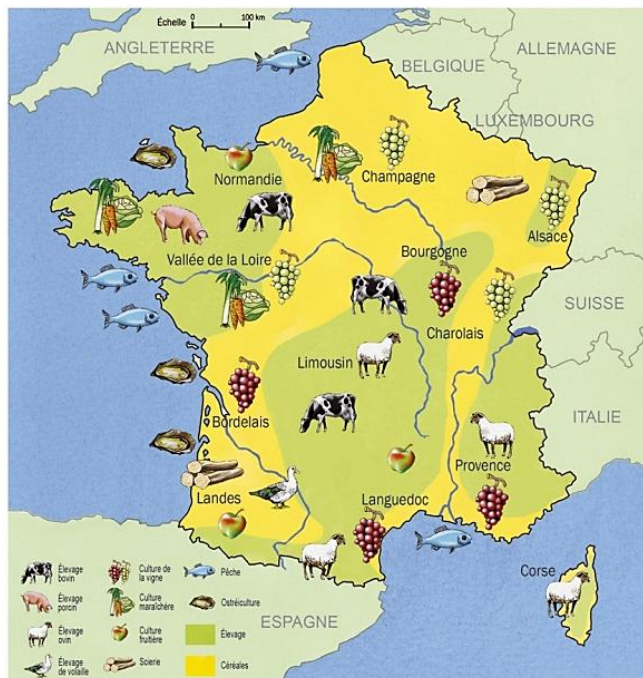 Échelle 0 100 km
ANGLETERRE
ALLEMAGNE
BELGIQUE
LUXEMBOURG
Normandie
Champagne
Alsace
Bourgogne
Vallée de la Loire
SUISSE
Charolais
Limousin
ITALIE
Bordelais
Provence
Landes
Languedoc
Corse
ESPAGNE
Élevage
bovin
Culture de
la vigne
Pêche
Élevage
porcin
Culture
maraîchère
Ostréiculture
Élevage
ovin
Culture
fruitière
Élevage
Élevage
de volaille
Scierie
Céréales